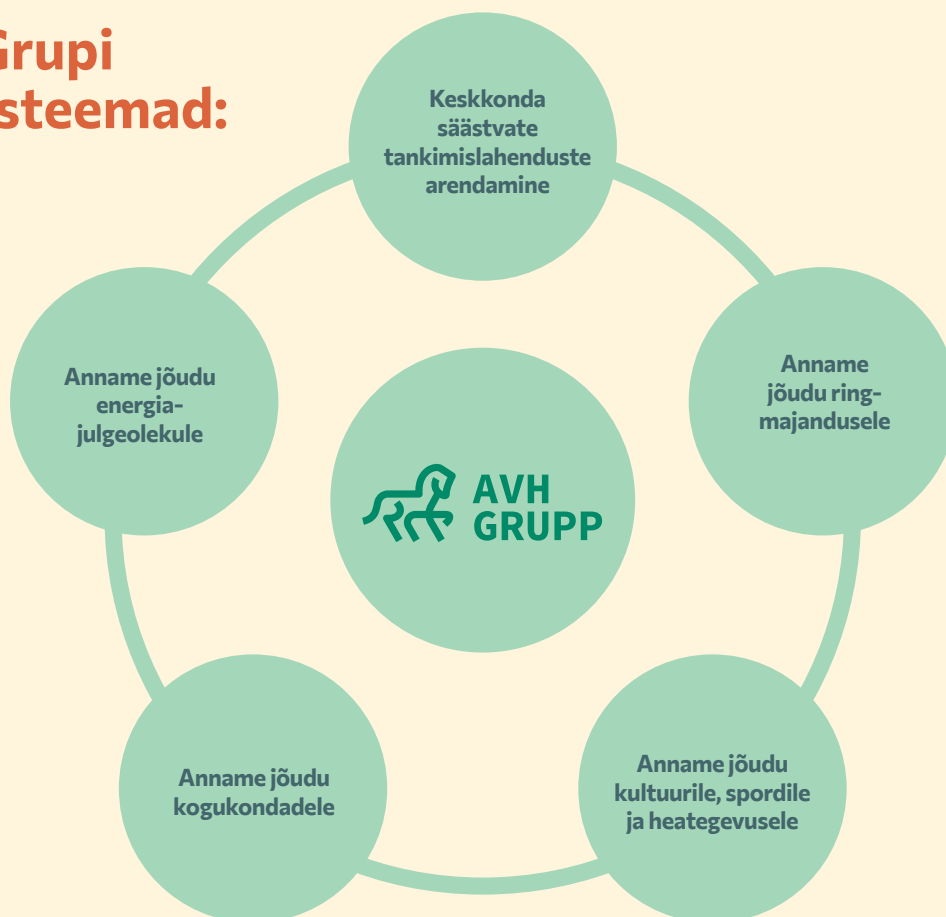 Grupi
steemad:
Keskkonda
säästvate
tankimislahenduste
arendamine
Anname jõudu
energia-
julgeolekule
Anname
jõudu ring-
majandusele
AVH
GRUPP
Anname jõudu
kogukondadele
Anname jõudu
kultuurile, spordile
ja heategevusele